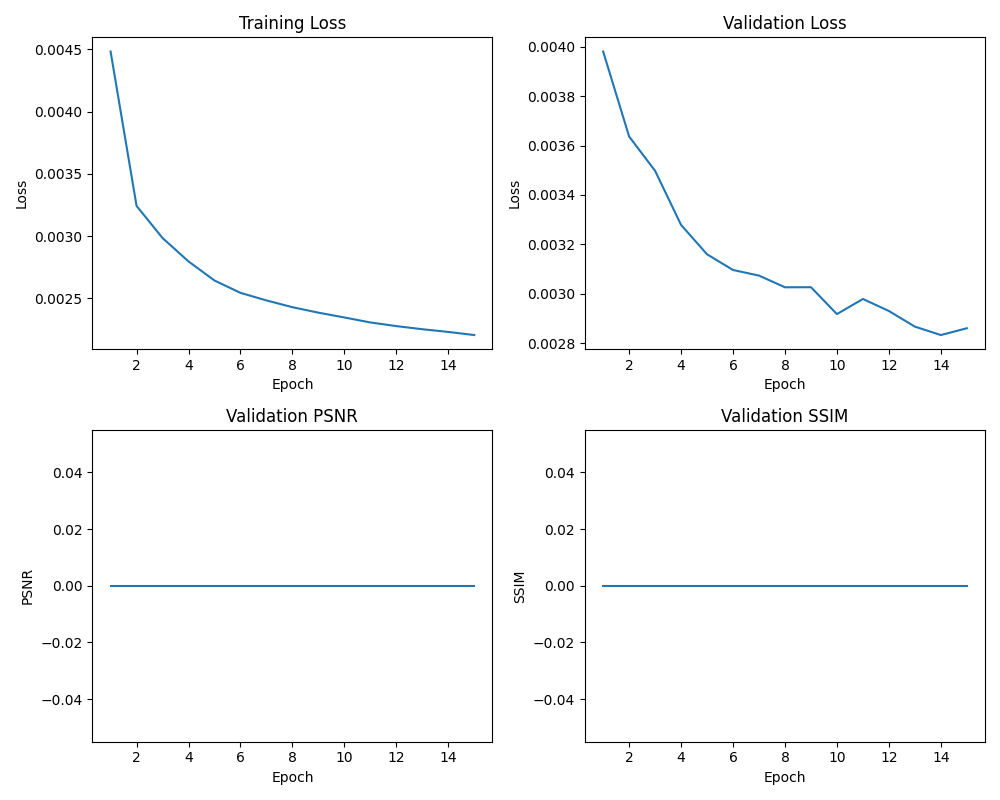 Training Loss
0.0045
0.0040
0.0035
0.0030
0.0025
Loss
2 4 6 8 10 12 14
Epoch
Validation Loss
0.0040
0.0038
0.0036
0.0034
0.0032
0.0030
0.0028
Loss
2 4 6 8 10 12 14
Epoch
Validation PSNR
0.04
0.02
0.00
−0.02
−0.04
PSNR
2 4 6 8 10 12 14
Epoch
Validation SSIM
0.04
0.02
0.00
−0.02
−0.04
SSIM
2 4 6 8 10 12 14
Epoch